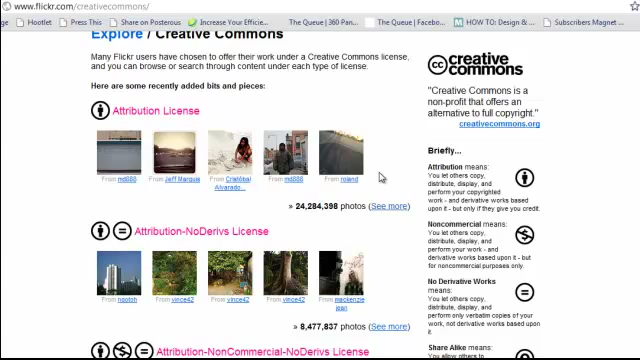 www.flickr.com/creativecommons/
Hootlet
Press This
Share on Posterous
Increase Your Efficie...
The Queue | 360-Pan...
The Queue | Facebo...
HOW TO: Design & ...
Subscribers Magnet ...
Explore / Creative Commons
Many Flickr users have chosen to offer their work under a Creative Commons license,
and you can browse or search through content under each type of license.
Here are some recently added bits and pieces:
Attribution License
From md888
From Jeff Marquis
From Cristóbal
Alvarado...
From md888
From roland
» 24,284,398 photos (See more)
Attribution-NoDerivs License
From nootoh
From vince42
From vince42
From vince42
From mackenzie
jean
» 8,477,837 photos (See more)
Attribution-NonCommercial-NoDerivs License
cc creative
commons
"Creative Commons is a
non-profit that offers an
alternative to full copyright."
creativecommons.org
Briefly...
Attribution means:
You let others copy,
distribute, display, and
perform your copyrighted
work - and derivative works based
upon it - but only if they give you credit.
Noncommercial means:
You let others copy,
distribute, display, and
perform your work - and
derivative works based upon it - but
for noncommercial purposes only.
No Derivative Works
means:
You let others copy,
distribute, display, and
perform only verbatim copies of your
work, not derivative works based upon
it.
Share Alike means:
You allow others to